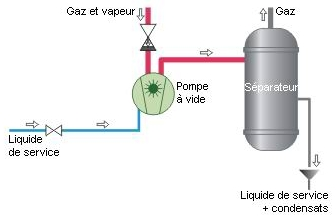 Gaz et vapeur
Gaz
Pompe
à vide
Séparateur
Liquide
de service
Liquide de service
+ condensats